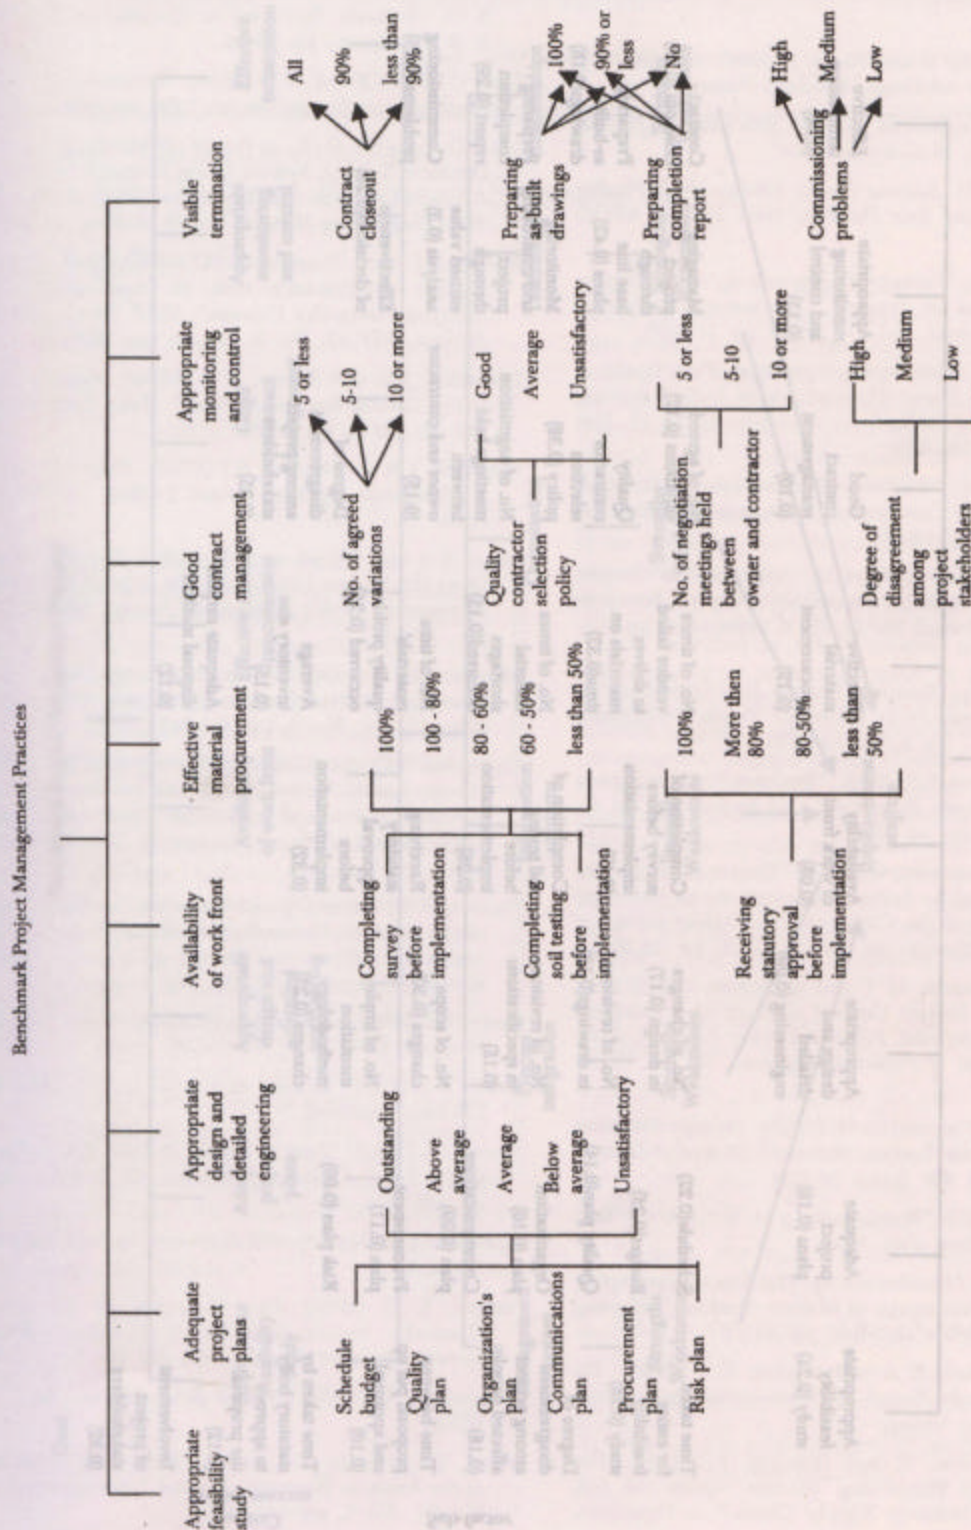 Benchmark Project Management Practices
Appropriate
feasibility
study
Adequate
project
plans
Appropriate
design and
detailed
engineering
Availability
of work front
Effective
material
procurement
Good
contract
management
Appropriate
monitoring
and control
Visible
termination
Schedule
budget
Quality
plan
Organization's
plan
Communications
plan
Procurement
plan
Risk plan
Outstanding
Above
average
Average
Below
average
Unsatisfactory
Completing
survey
before
implementation
Completing
soil testing
before
implementation
100%
100 - 80%
80 - 60%
60 - 50%
less than 50%
Receiving
statutory
approval
before
implementation
100%
More then
80%
80-50%
less than
50%
No. of agreed
variations
5 or less
5-10
10 or more
Quality
contractor
selection
policy
Good
Average
Unsatisfactory
No. of negotiation
meetings held
between
owner and contractor
5 or less
5-10
10 or more
Degree of
disagreement
among
project
stakeholders
High
Medium
Low
Contract
closeout
All
90%
less than
90%
Preparing
as-built
drawings
Preparing
completion
report
100%
90% or
less
No
Commissioning
problems
High
Medium
Low